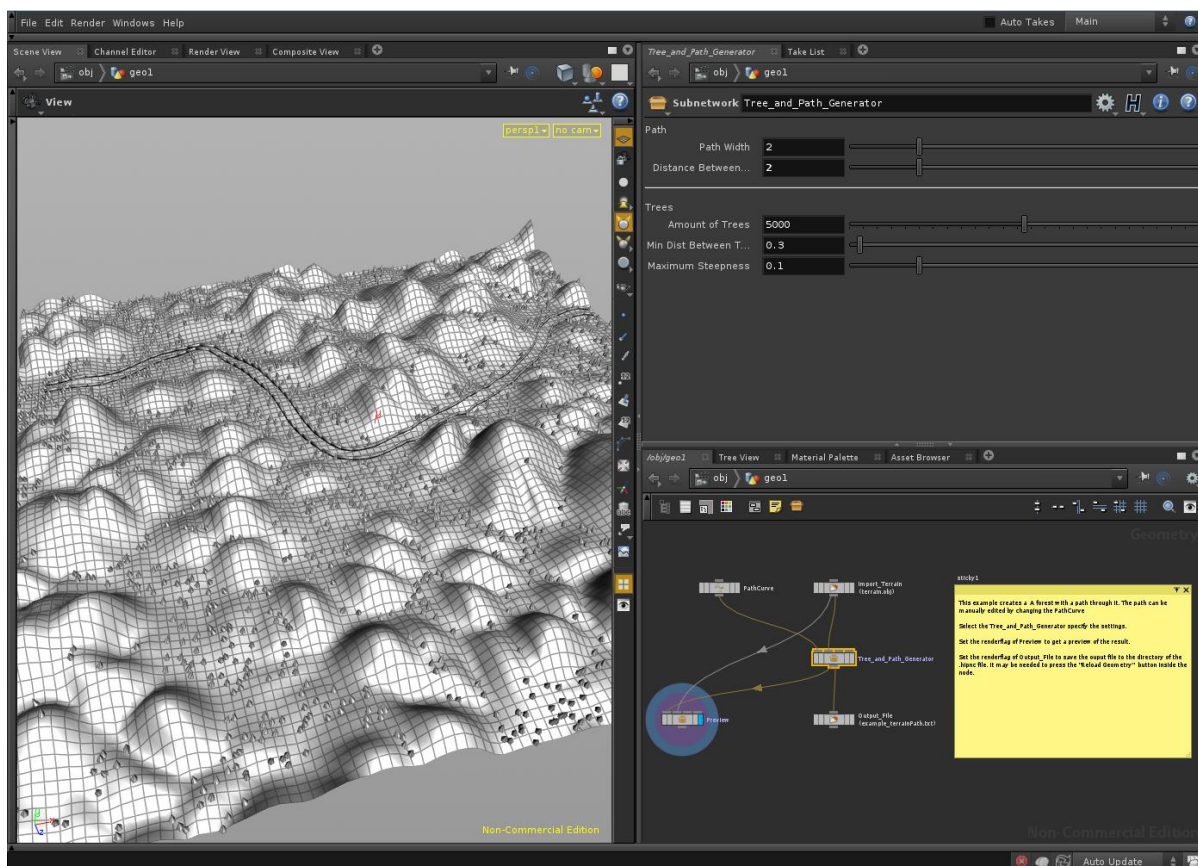 File Edit Render Windows Help
Auto Takes Main
Scene View Channel Editor Render View Composite View
obj geo1
View
persp1 no cam
Non-Commercial Edition
Tree_and_Path_Generator Take List
obj geo1
Subnetwork Tree_and_Path_Generator
Path
Path Width 2
Distance Between... 2
Trees
Amount of Trees 5000
Min Dist Between T... 0.3
Maximum Steepness 0.1
/obj/geo1 Tree View Material Palette Asset Browser
obj geo1
Geometry
PathCurve
Import_Terrain
(terrain.obj)
Tree_and_Path_Generator
Preview
Output_File
(example_terrainPath.txt)
sticky1
This example creates a A forest with a path through it. The path can be
manually edited by changing the PathCurve
Select the Tree_and_Path_Generator specify the settings.
Set the renderflag of Preview to get a preview of the result.
Set the renderflag of Output_File to save the ouput file to the directory of the
.hipnc file. It may be needed to press the "Reload Geometry" button inside the
node.
Non-Commercial Edition
Auto Update